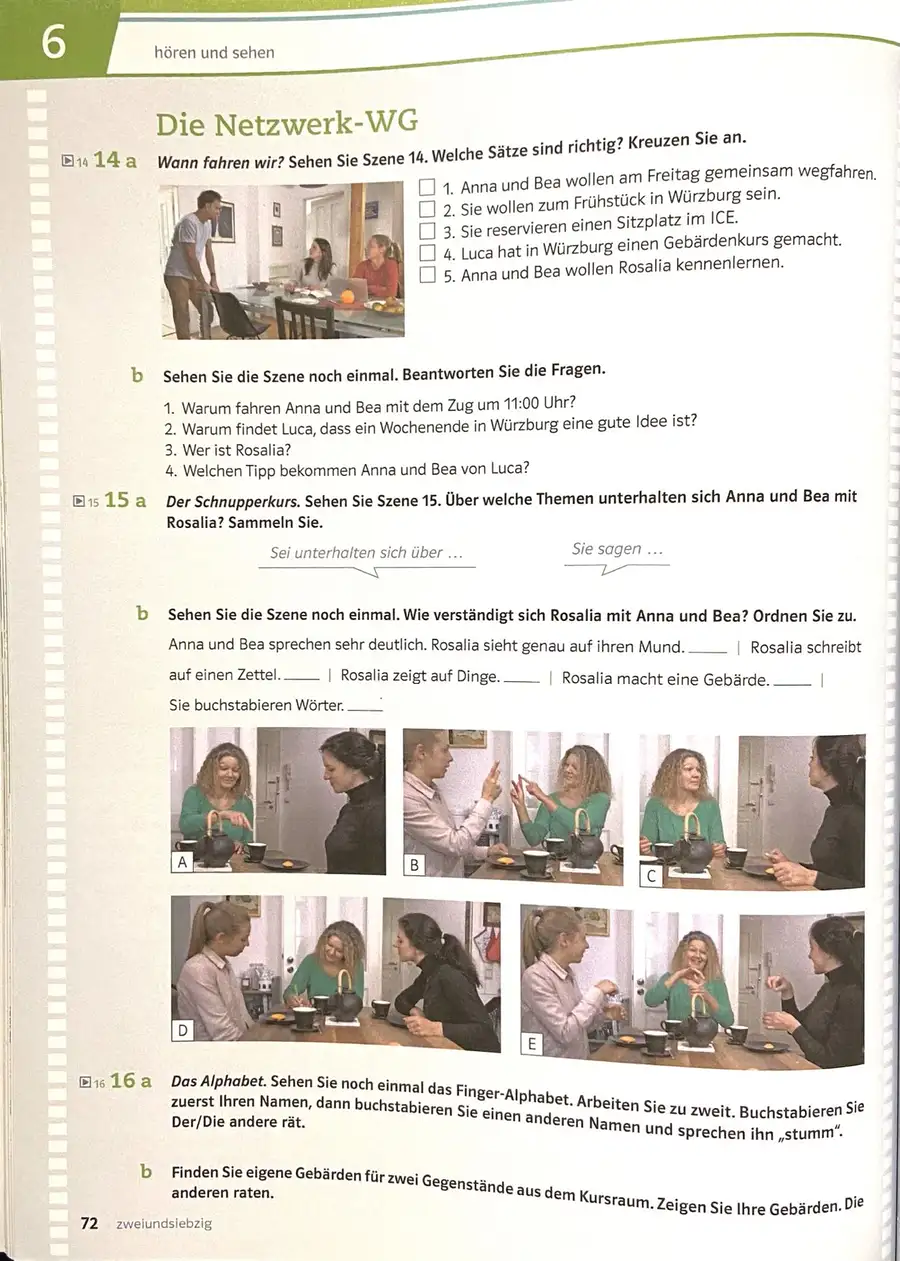 6
hören und sehen
Die Netzwerk-WG
14 14 a Wann fahren wir? Sehen Sie Szene 14. Welche Sätze sind richtig? Kreuzen Sie an.
1. Anna und Bea wollen am Freitag gemeinsam wegfahren.
2. Sie wollen zum Frühstück in Würzburg sein.
3. Sie reservieren einen Sitzplatz im ICE.
4. Luca hat in Würzburg einen Gebärdenkurs gemacht.
5. Anna und Bea wollen Rosalia kennenlernen.
b Sehen Sie die Szene noch einmal. Beantworten Sie die Fragen.
1. Warum fahren Anna und Bea mit dem Zug um 11:00 Uhr?
2. Warum findet Luca, dass ein Wochenende in Würzburg eine gute Idee ist?
3. Wer ist Rosalia?
4. Welchen Tipp bekommen Anna und Bea von Luca?
15 15 a Der Schnupperkurs. Sehen Sie Szene 15. Über welche Themen unterhalten sich Anna und Bea mit
Rosalia? Sammeln Sie.
Sei unterhalten sich über ... Sie sagen ...
b Sehen Sie die Szene noch einmal. Wie verständigt sich Rosalia mit Anna und Bea? Ordnen Sie zu.
Anna und Bea sprechen sehr deutlich. Rosalia sieht genau auf ihren Mund. ____ | Rosalia schreibt
auf einen Zettel. ____ | Rosalia zeigt auf Dinge. ____ | Rosalia macht eine Gebärde. ____ |
Sie buchstabieren Wörter. ____
A
B
C
D
E
16 16 a Das Alphabet. Sehen Sie noch einmal das Finger-Alphabet. Arbeiten Sie zu zweit. Buchstabieren Sie
zuerst Ihren Namen, dann buchstabieren Sie einen anderen Namen und sprechen ihn „stumm“.
Der/Die andere rät.
b Finden Sie eigene Gebärden für zwei Gegenstände aus dem Kursraum. Zeigen Sie Ihre Gebärden. Die
anderen raten.
72 zweiundsiebzig